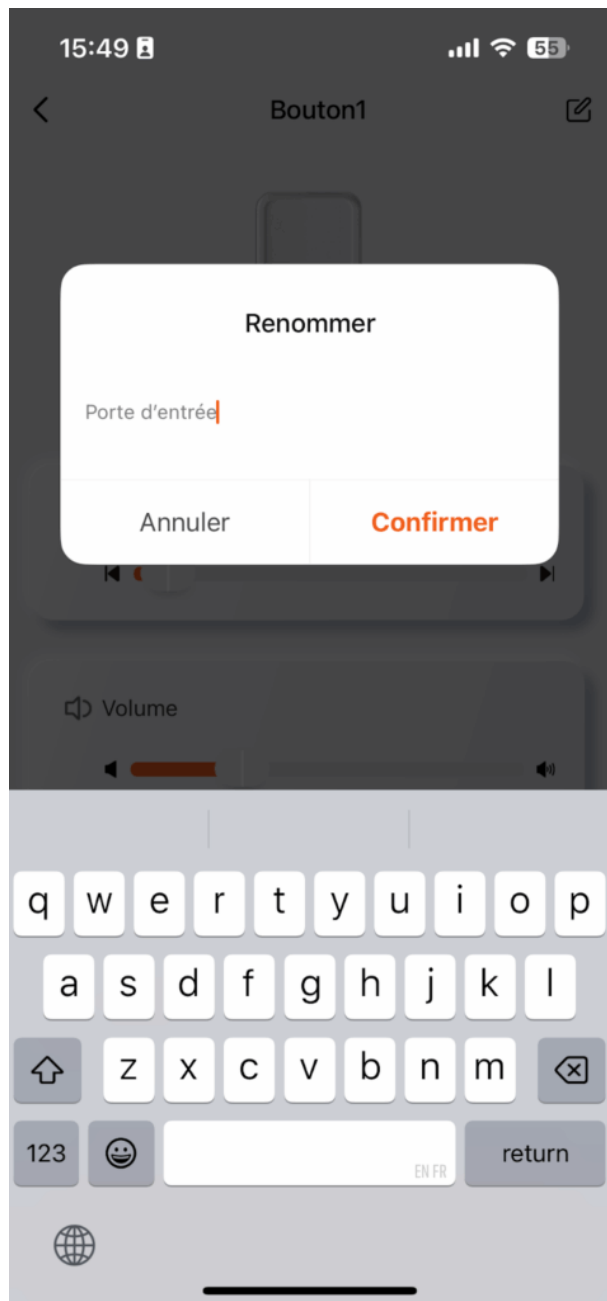 15:49 55
Bouton1
Renommer
Porte d’entrée
Annuler Confirmer
Volume
q w e r t y u i o p
a s d f g h j k l
z x c v b n m
123 EN FR return